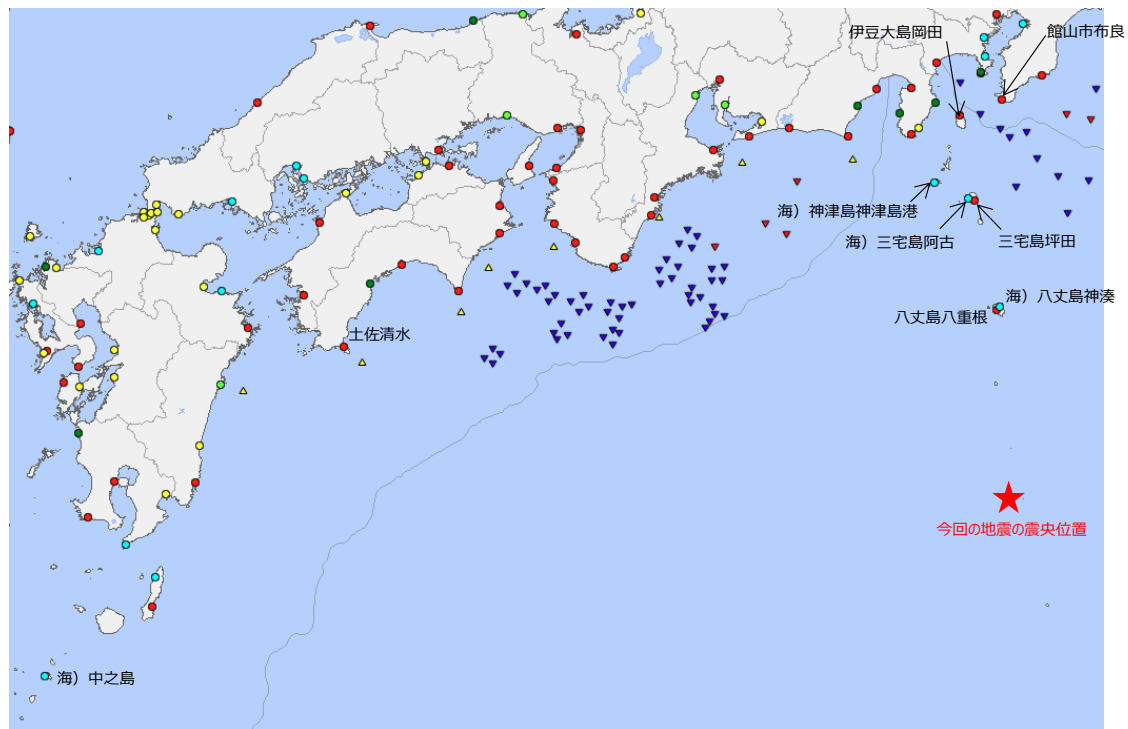 伊豆大島岡田
館山市布良
海）神津島神津島港
海）三宅島阿古
三宅島坪田
海）八丈島神湊
八丈島八重根
土佐清水
今回の地震の震央位置
海）中之島